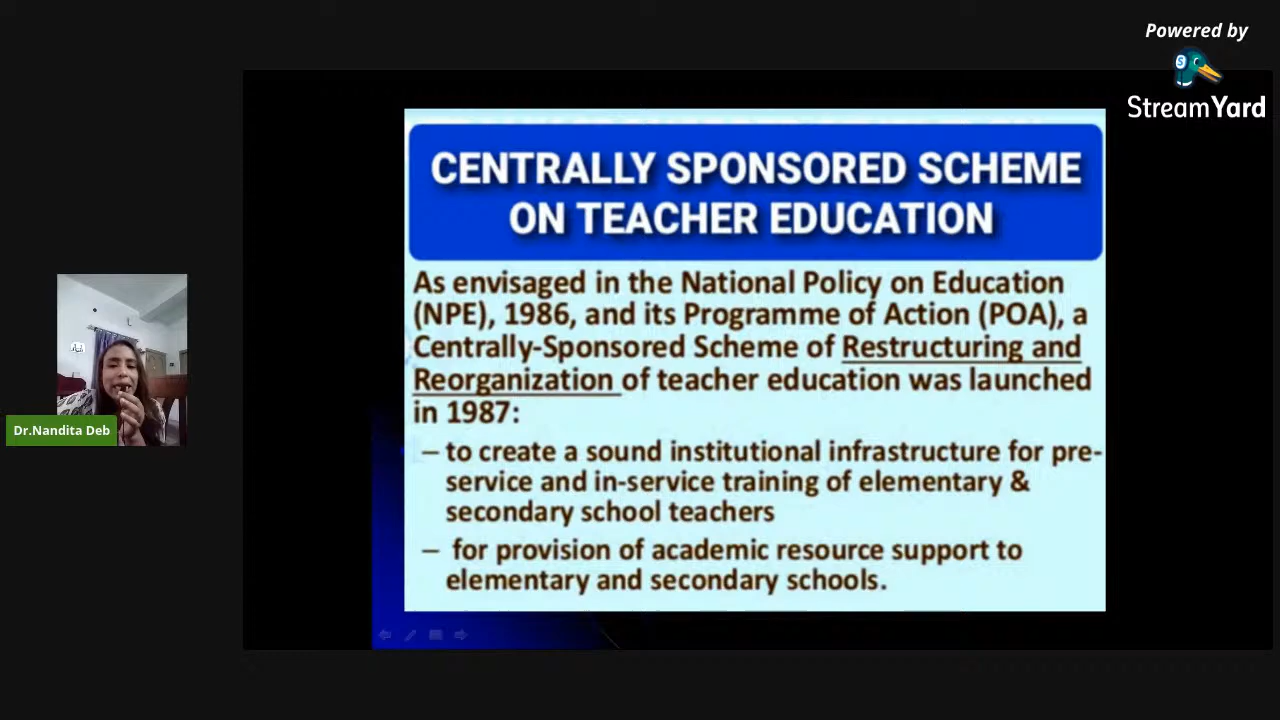 Powered by
StreamYard
CENTRALLY SPONSORED SCHEME
ON TEACHER EDUCATION
As envisaged in the National Policy on Education
(NPE), 1986, and its Programme of Action (POA), a
Centrally-Sponsored Scheme of Restructuring and
Reorganization of teacher education was launched
in 1987:
– to create a sound institutional infrastructure for pre-
service and in-service training of elementary &
secondary school teachers
– for provision of academic resource support to
elementary and secondary schools.
Dr.Nandita Deb